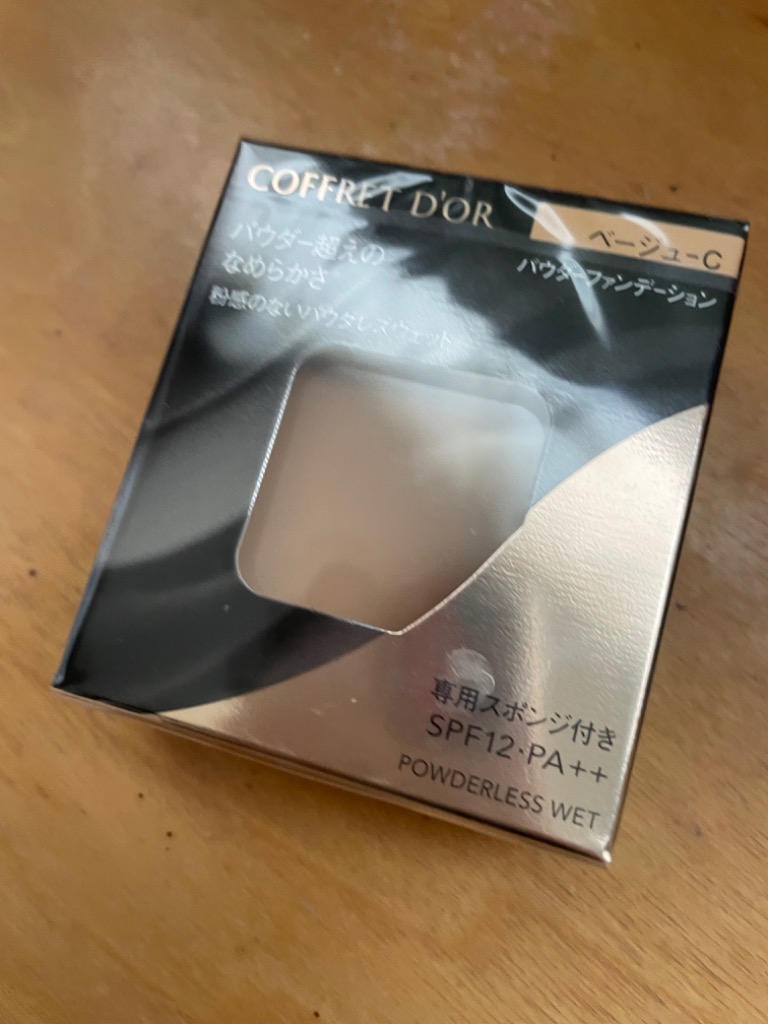 COFFRET D'OR
ベージュ-C
パウダーファンデーション
パウダー超えの
なめらかさ
粉感のないパウダレスウェット
専用スポンジ付き
SPF12・PA++
POWDERLESS WET